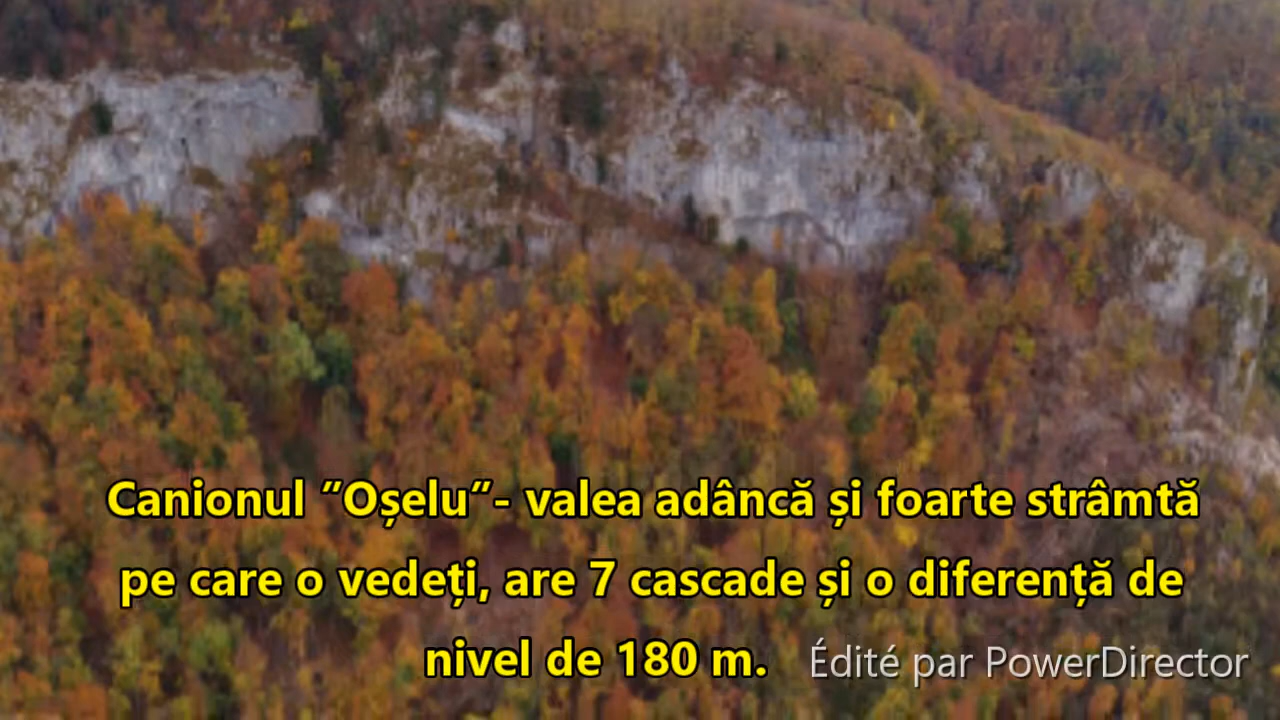 Canionul ”Oșelu”- valea adâncă și foarte strâmtă
pe care o vedeți, are 7 cascade și o diferență de
nivel de 180 m.
Édité par PowerDirector